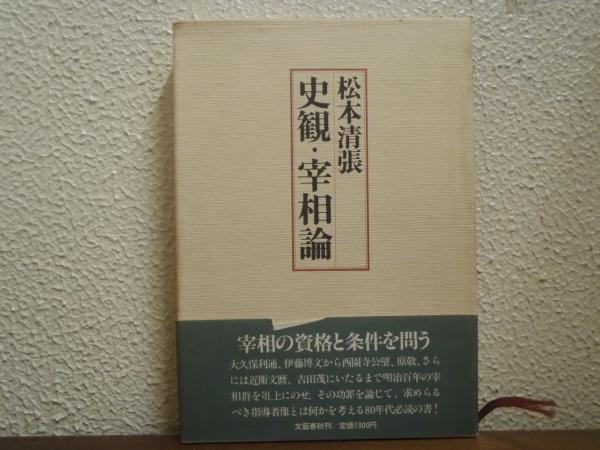 松本清張
史観・宰相論
宰相の資格と条件を問う
大久保利通、伊藤博文から西園寺公望、原敬、さら
には近衛文麿、吉田茂にいたるまで明治百年の宰
相群を俎上にのせ、その功罪を論じて、求めらる
べき指導者像とは何かを考える80年代必読の書!
文藝春秋刊／定価1300円